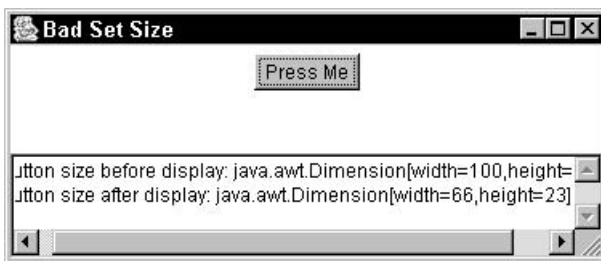 Bad Set Size
Press Me
utton size before display: java.awt.Dimension[width=100,height=
utton size after display: java.awt.Dimension[width=66,height=23]